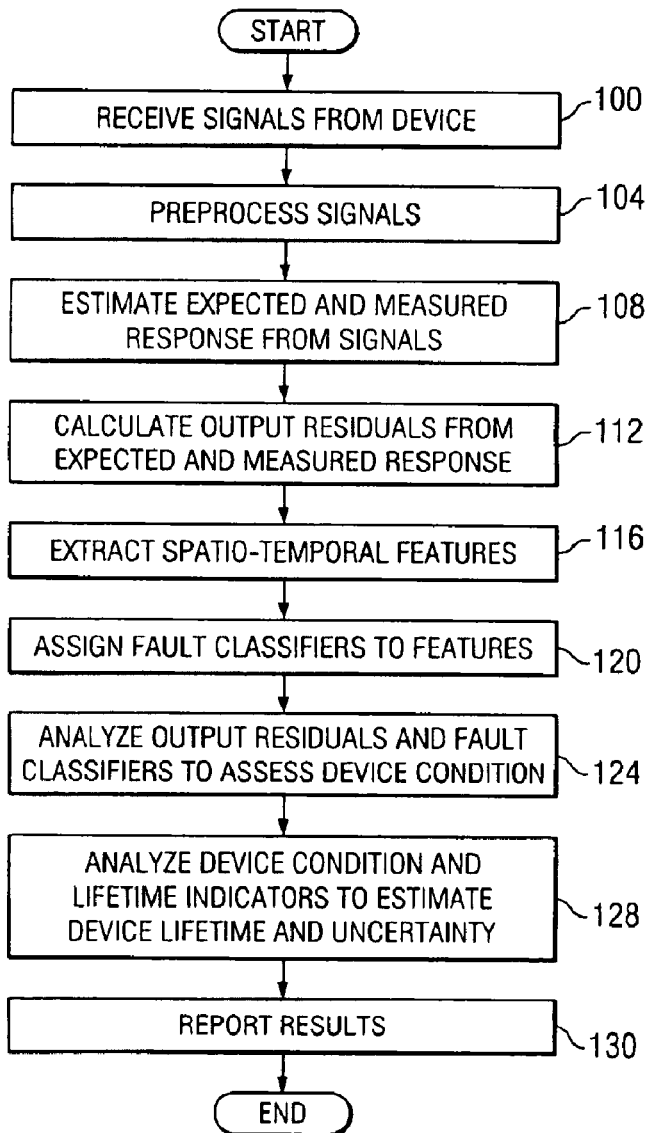 START
RECEIVE SIGNALS FROM DEVICE
100
PREPROCESS SIGNALS
104
ESTIMATE EXPECTED AND MEASURED
RESPONSE FROM SIGNALS
108
CALCULATE OUTPUT RESIDUALS FROM
EXPECTED AND MEASURED RESPONSE
112
EXTRACT SPATIO-TEMPORAL FEATURES
116
ASSIGN FAULT CLASSIFIERS TO FEATURES
120
ANALYZE OUTPUT RESIDUALS AND FAULT
CLASSIFIERS TO ASSESS DEVICE CONDITION
124
ANALYZE DEVICE CONDITION AND
LIFETIME INDICATORS TO ESTIMATE
DEVICE LIFETIME AND UNCERTAINTY
128
REPORT RESULTS
130
END